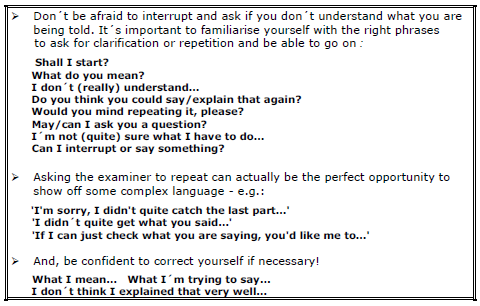 ➢ Don´t be afraid to interrupt and ask if you don´t understand what you are
being told. It´s important to familiarise yourself with the right phrases
to ask for clarification or repetition and be able to go on :
Shall I start?
What do you mean?
I don´t (really) understand...
Do you think you could say/explain that again?
Would you mind repeating it, please?
May/can I ask you a question?
I´m not (quite) sure what I have to do...
Can I interrupt or say something?
➢ Asking the examiner to repeat can actually be the perfect opportunity to
show off some complex language - e.g.:
'I'm sorry, I didn't quite catch the last part...'
'I didn´t quite get what you said...'
'If I can just check what you are saying, you'd like me to...'
➢ And, be confident to correct yourself if necessary!
What I mean... What I´m trying to say...
I don´t think I explained that very well...